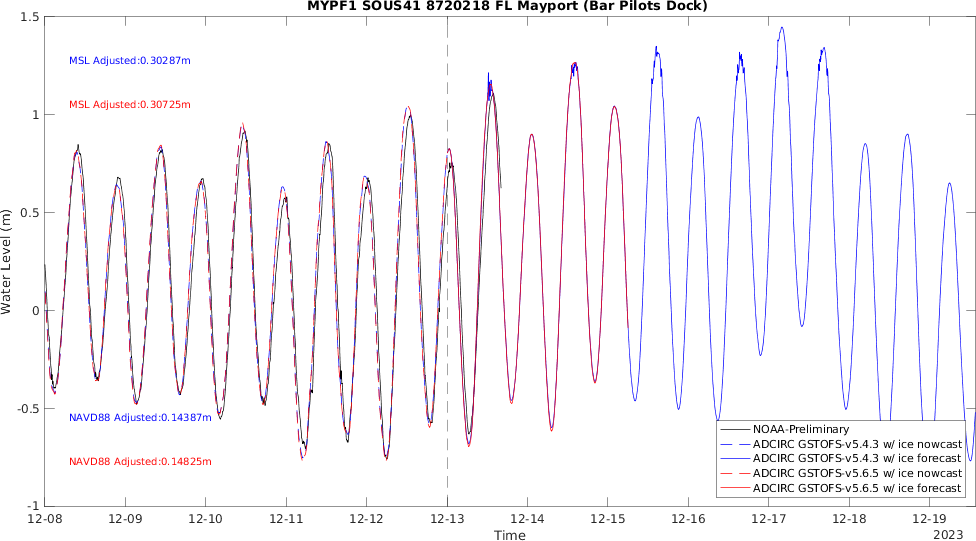 MYPF1 SOUS41 8720218 FL Mayport (Bar Pilots Dock)
1.5
MSL Adjusted:0.30287m
MSL Adjusted:0.30725m
1
0.5
Water Level (m)
0
-0.5
NAVD88 Adjusted:0.14387m
NAVD88 Adjusted:0.14825m
NOAA-Preliminary
ADCIRC GSTOFS-v5.4.3 w/ ice nowcast
ADCIRC GSTOFS-v5.4.3 w/ ice forecast
ADCIRC GSTOFS-v5.6.5 w/ ice nowcast
ADCIRC GSTOFS-v5.6.5 w/ ice forecast
-1
12-08 12-09 12-10 12-11 12-12 12-13 12-14 12-15 12-16 12-17 12-18 12-19
Time
2023